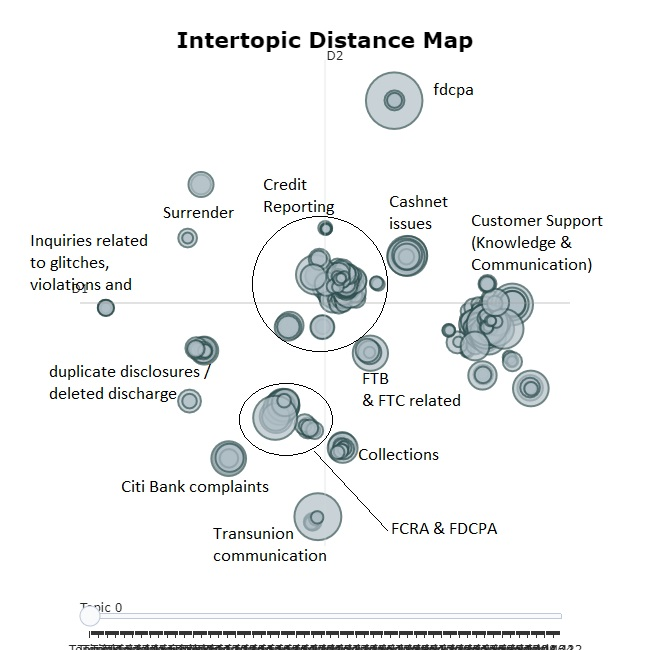 Intertopic Distance Map
D2
fdcpa
Credit
Reporting
Surrender
Cashnet
issues
Customer Support
(Knowledge &
Communication)
Inquiries related
to glitches,
violations and
D1
duplicate disclosures /
deleted discharge
FTB
& FTC related
Collections
Citi Bank complaints
Transunion
communication
FCRA & FDCPA
Topic 0